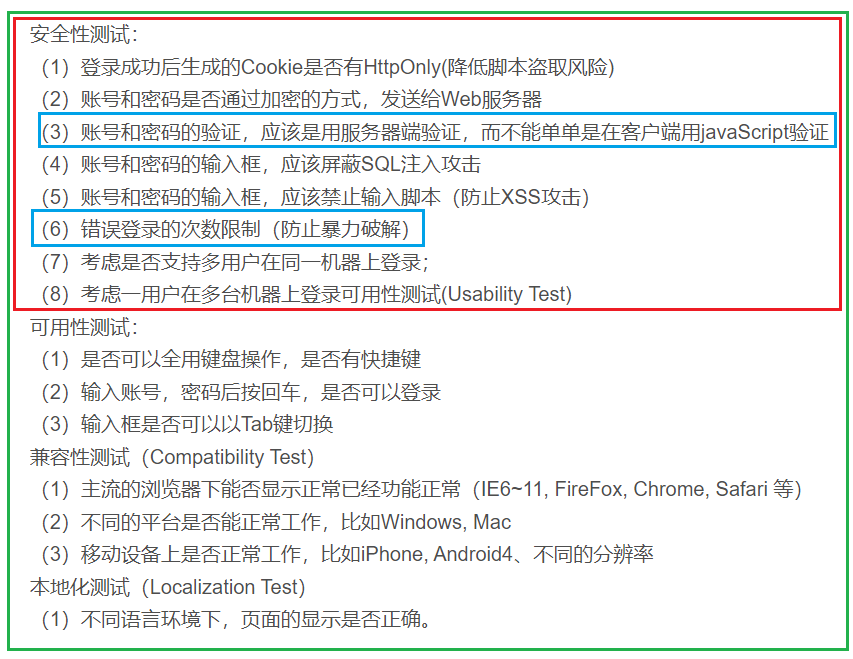 安全性测试：
（1）登录成功后生成的Cookie是否有HttpOnly(降低脚本盗取风险)
（2）账号和密码是否通过加密的方式，发送给Web服务器
（3）账号和密码的验证，应该是用服务器端验证，而不能单单是在客户端用javaScript验证
（4）账号和密码的输入框，应该屏蔽SQL注入攻击
（5）账号和密码的输入框，应该禁止输入脚本（防止XSS攻击）
（6）错误登录的次数限制（防止暴力破解）
（7）考虑是否支持多用户在同一机器上登录；
（8）考虑一用户在多台机器上登录可用性测试(Usability Test)
可用性测试：
（1）是否可以全用键盘操作，是否有快捷键
（2）输入账号，密码后按回车，是否可以登录
（3）输入框是否可以以Tab键切换
兼容性测试（Compatibility Test）
（1）主流的浏览器下能否显示正常已经功能正常（IE6~11, FireFox, Chrome, Safari 等）
（2）不同的平台是否能正常工作，比如Windows, Mac
（3）移动设备上是否正常工作，比如iPhone, Android4、不同的分辨率
本地化测试（Localization Test）
（1）不同语言环境下，页面的显示是否正确。